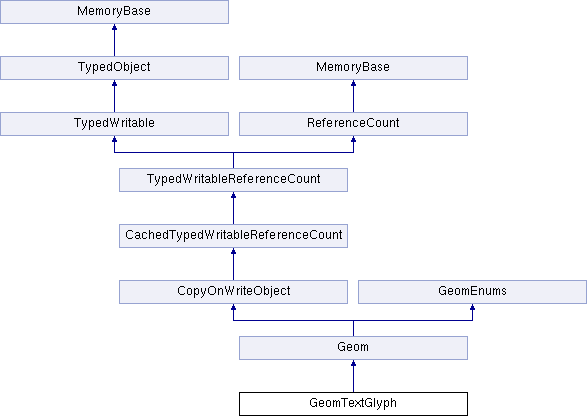 MemoryBase
TypedObject
MemoryBase
TypedWritable
ReferenceCount
TypedWritableReferenceCount
CachedTypedWritableReferenceCount
CopyOnWriteObject
GeomEnums
Geom
GeomTextGlyph